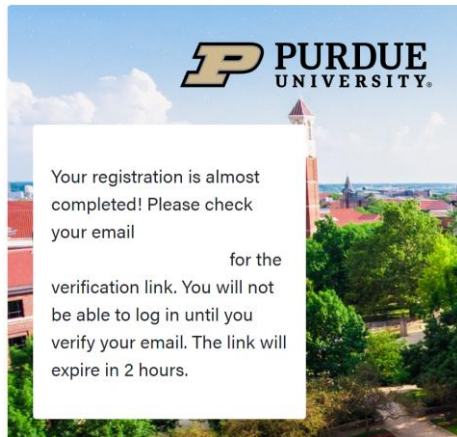 PURDUE
UNIVERSITY®
Your registration is almost
completed! Please check
your email
for the
verification link. You will not
be able to log in until you
verify your email. The link will
expire in 2 hours.